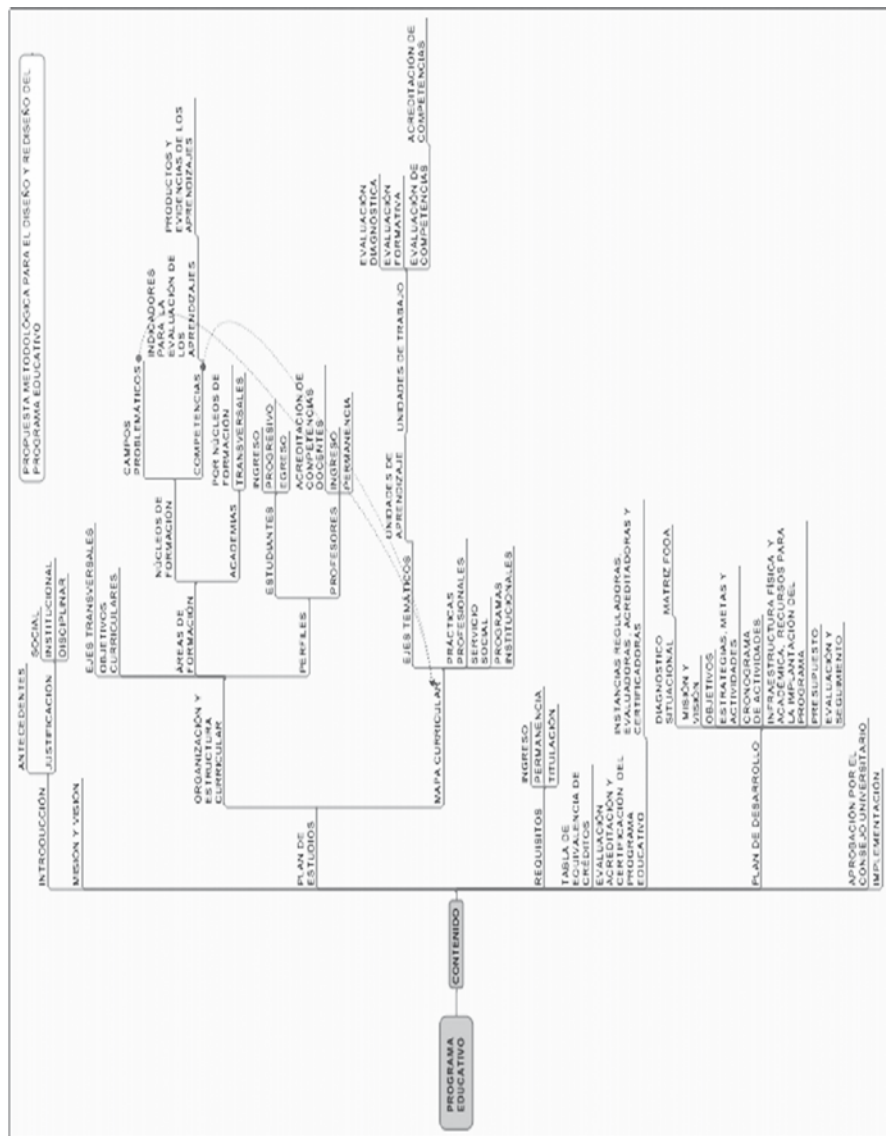 PROPUESTA METODOLÓGICA PARA EL DISEÑO Y REDISEÑO DEL
PROGRAMA EDUCATIVO
PROGRAMA
EDUCATIVO
CONTENIDO
INTRODUCCIÓN
ANTECEDENTES
JUSTIFICACIÓN
SOCIAL
INSTITUCIONAL
DISCIPLINAR
MISIÓN Y VISIÓN
PLAN DE
ESTUDIOS
ORGANIZACIÓN Y
ESTRUCTURA
CURRICULAR
EJES TRANSVERSALES
OBJETIVOS
CURRICULARES
ÁREAS DE
FORMACIÓN
NÚCLEOS DE
FORMACIÓN
CAMPOS
PROBLEMÁTICOS
COMPETENCIAS
INDICADORES
PARA LA
EVALUACIÓN DE
LOS
APRENDIZAJES
PRODUCTOS Y
EVIDENCIAS DE LOS
APRENDIZAJES
ACADEMIAS
POR NÚCLEOS DE
FORMACIÓN
TRANSVERSALES
PERFILES
ESTUDIANTES
INGRESO
PROGRESIVO
EGRESO
PROFESORES
ACREDITACIÓN DE
COMPETENCIAS
DOCENTES
INGRESO
PERMANENCIA
MAPA CURRICULAR
EJES TEMÁTICOS
UNIDADES DE
APRENDIZAJE
UNIDADES DE TRABAJO
EVALUACIÓN
DIAGNÓSTICA
EVALUACIÓN
FORMATIVA
EVALUACIÓN DE
COMPETENCIAS
ACREDITACIÓN DE
COMPETENCIAS
PRÁCTICAS
PROFESIONALES
SERVICIO
SOCIAL
PROGRAMAS
INSTITUCIONALES
REQUISITOS
INGRESO
PERMANENCIA
TITULACIÓN
TABLA DE
EQUIVALENCIA DE
CRÉDITOS
EVALUACIÓN
ACREDITACIÓN Y
CERTIFICACIÓN DEL
PROGRAMA
EDUCATIVO
INSTANCIAS REGULADORAS,
EVALUADORAS, ACREDITADORAS Y
CERTIFICADORAS
PLAN DE DESARROLLO
DIAGNÓSTICO
SITUACIONAL
MATRIZ FODA
MISIÓN Y
VISIÓN
OBJETIVOS
ESTRATEGIAS, METAS Y
ACTIVIDADES
CRONOGRAMA
DE ACTIVIDADES
INFRAESTRUCTURA FÍSICA Y
ACADÉMICA, RECURSOS PARA
LA IMPLANTACIÓN DEL
PROGRAMA
PRESUPUESTO
EVALUACIÓN Y
SEGUIMIENTO
APROBACIÓN POR EL
CONSEJO UNIVERSITARIO
IMPLEMENTACIÓN